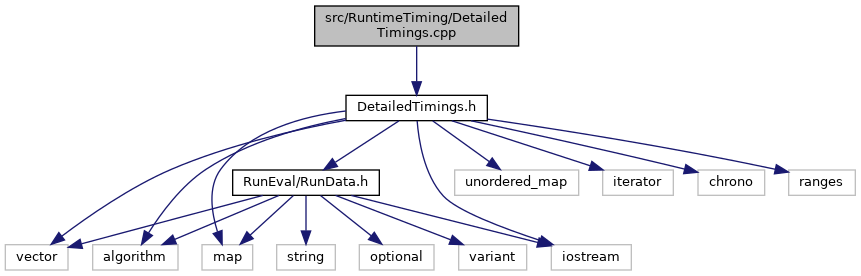 src/RuntimeTiming/Detailed
Timings.cpp
DetailedTimings.h
RunEval/RunData.h
unordered_map
iterator
chrono
ranges
vector
algorithm
map
string
optional
variant
iostream